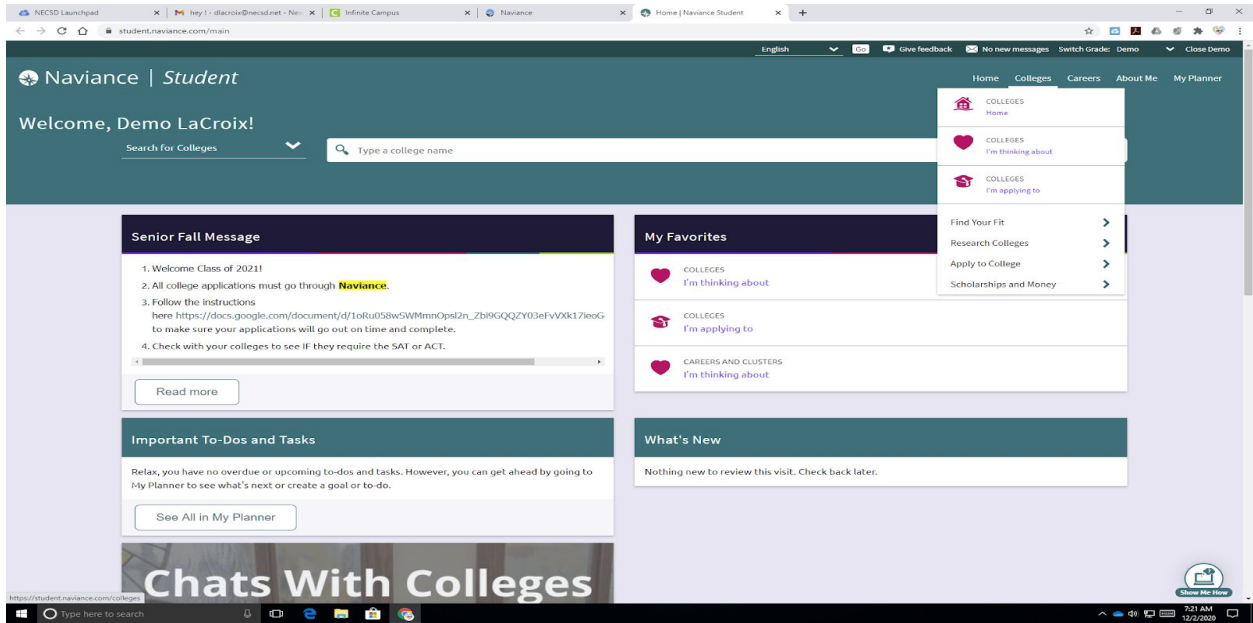 NECSD Launchpad
hey ! - dlacroix@necsd.net - Nev
Infinite Campus
Naviance
Home | Naviance Student
student.naviance.com/main
English
Go
Give feedback
No new messages
Switch Grade: Demo
Close Demo
Naviance | Student
Home Colleges Careers About Me My Planner
Welcome, Demo LaCroix!
Search for Colleges
Type a college name
COLLEGES
Home
COLLEGES
I'm thinking about
COLLEGES
I'm applying to
Find Your Fit
Research Colleges
Apply to College
Scholarships and Money
Senior Fall Message
1. Welcome Class of 2021!
2. All college applications must go through Naviance.
3. Follow the instructions
here https://docs.google.com/document/d/1oRu058wSWMmnOpsl2n_Zbi9GQQZY03eFvVXk17ieoG
to make sure your applications will go out on time and complete.
4. Check with your colleges to see IF they require the SAT or ACT.
Read more
My Favorites
COLLEGES
I'm thinking about
COLLEGES
I'm applying to
CAREERS AND CLUSTERS
I'm thinking about
Important To-Dos and Tasks
Relax, you have no overdue or upcoming to-dos and tasks. However, you can get ahead by going to
My Planner to see what's next or create a goal or to-do.
See All in My Planner
What's New
Nothing new to review this visit. Check back later.
Chats With Colleges
Show Me How
https://student.naviance.com/colleges
Type here to search
7:21 AM
12/2/2020